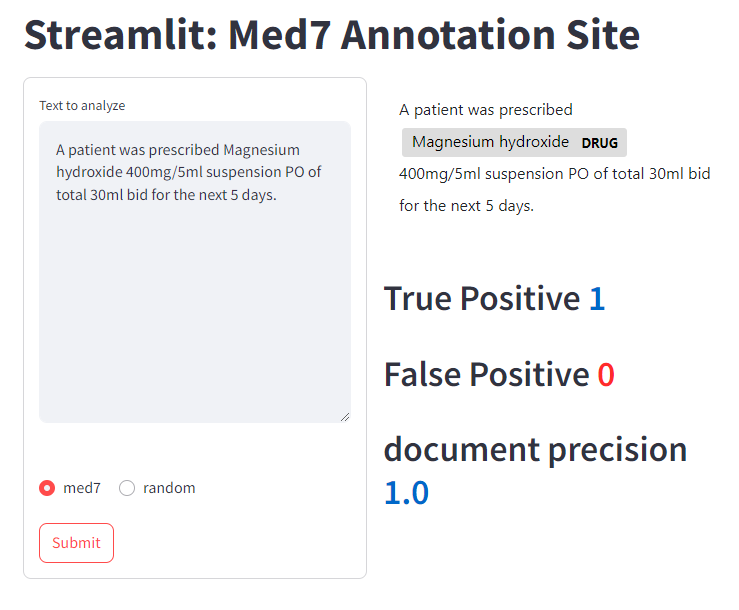 Streamlit: Med7 Annotation Site
Text to analyze
A patient was prescribed Magnesium
hydroxide 400mg/5ml suspension PO of
total 30ml bid for the next 5 days.
med7 random
Submit
A patient was prescribed
Magnesium hydroxide DRUG
400mg/5ml suspension PO of total 30ml bid
for the next 5 days.
True Positive 1
False Positive 0
document precision
1.0